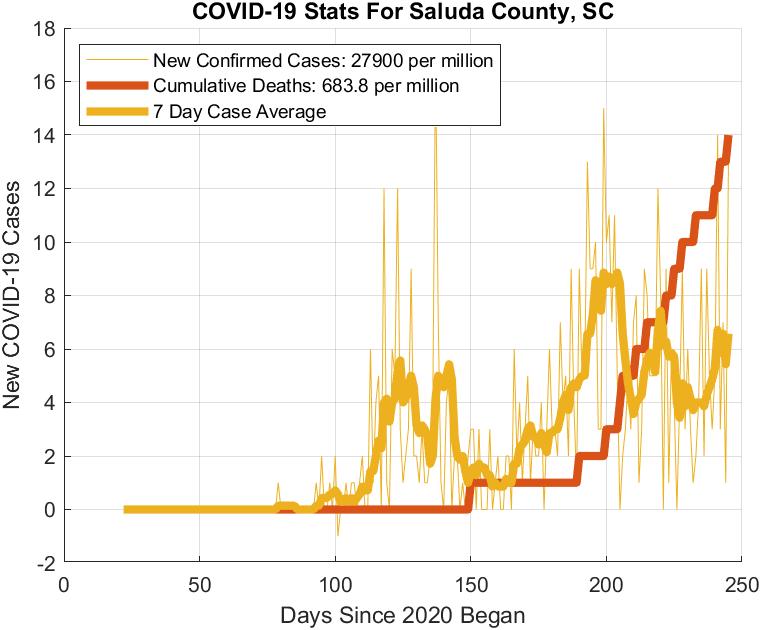 COVID-19 Stats For Saluda County, SC
18
16
14
12
10
8
6
4
2
0
-2
New COVID-19 Cases
New Confirmed Cases: 27900 per million
Cumulative Deaths: 683.8 per million
7 Day Case Average
0
50
100
150
200
250
Days Since 2020 Began